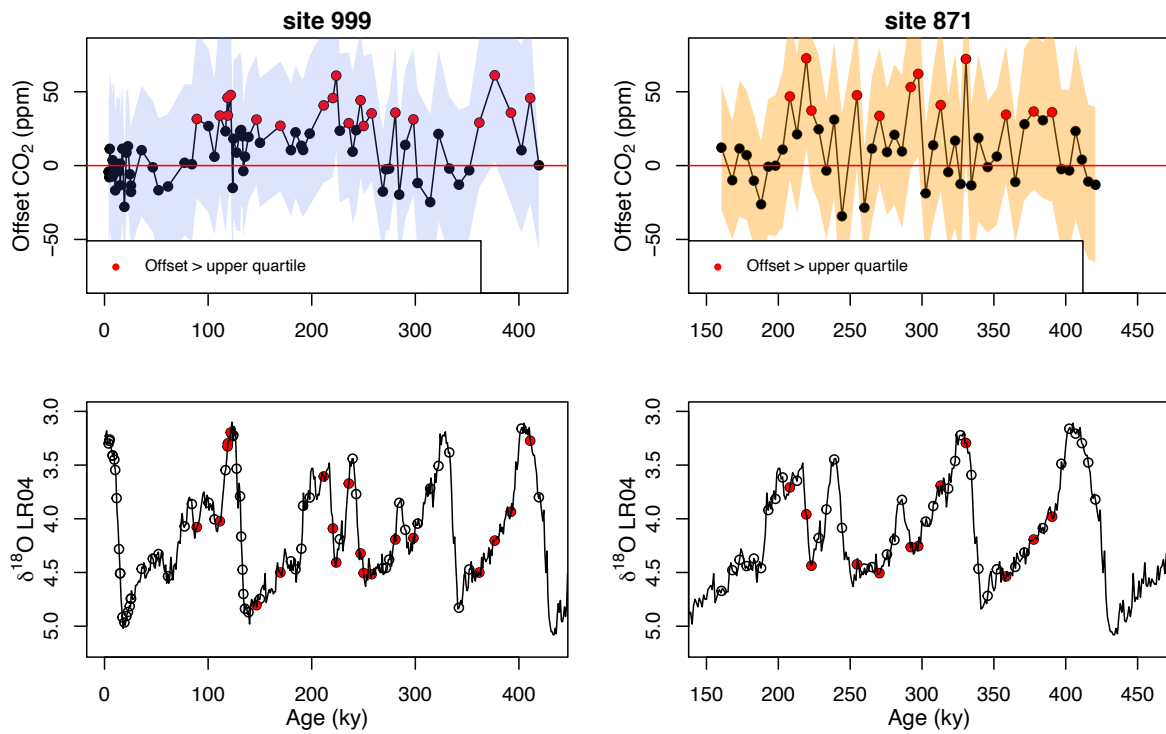 site 999
site 871
Offset CO₂ (ppm)
50
0
−50
Offset > upper quartile
0 100 200 300 400
Offset CO₂ (ppm)
50
0
−50
Offset > upper quartile
150 200 250 300 350 400 450
δ¹⁸O LR04
3.0
3.5
4.0
4.5
5.0
0 100 200 300 400
Age (ky)
δ¹⁸O LR04
3.0
3.5
4.0
4.5
5.0
150 200 250 300 350 400 450
Age (ky)